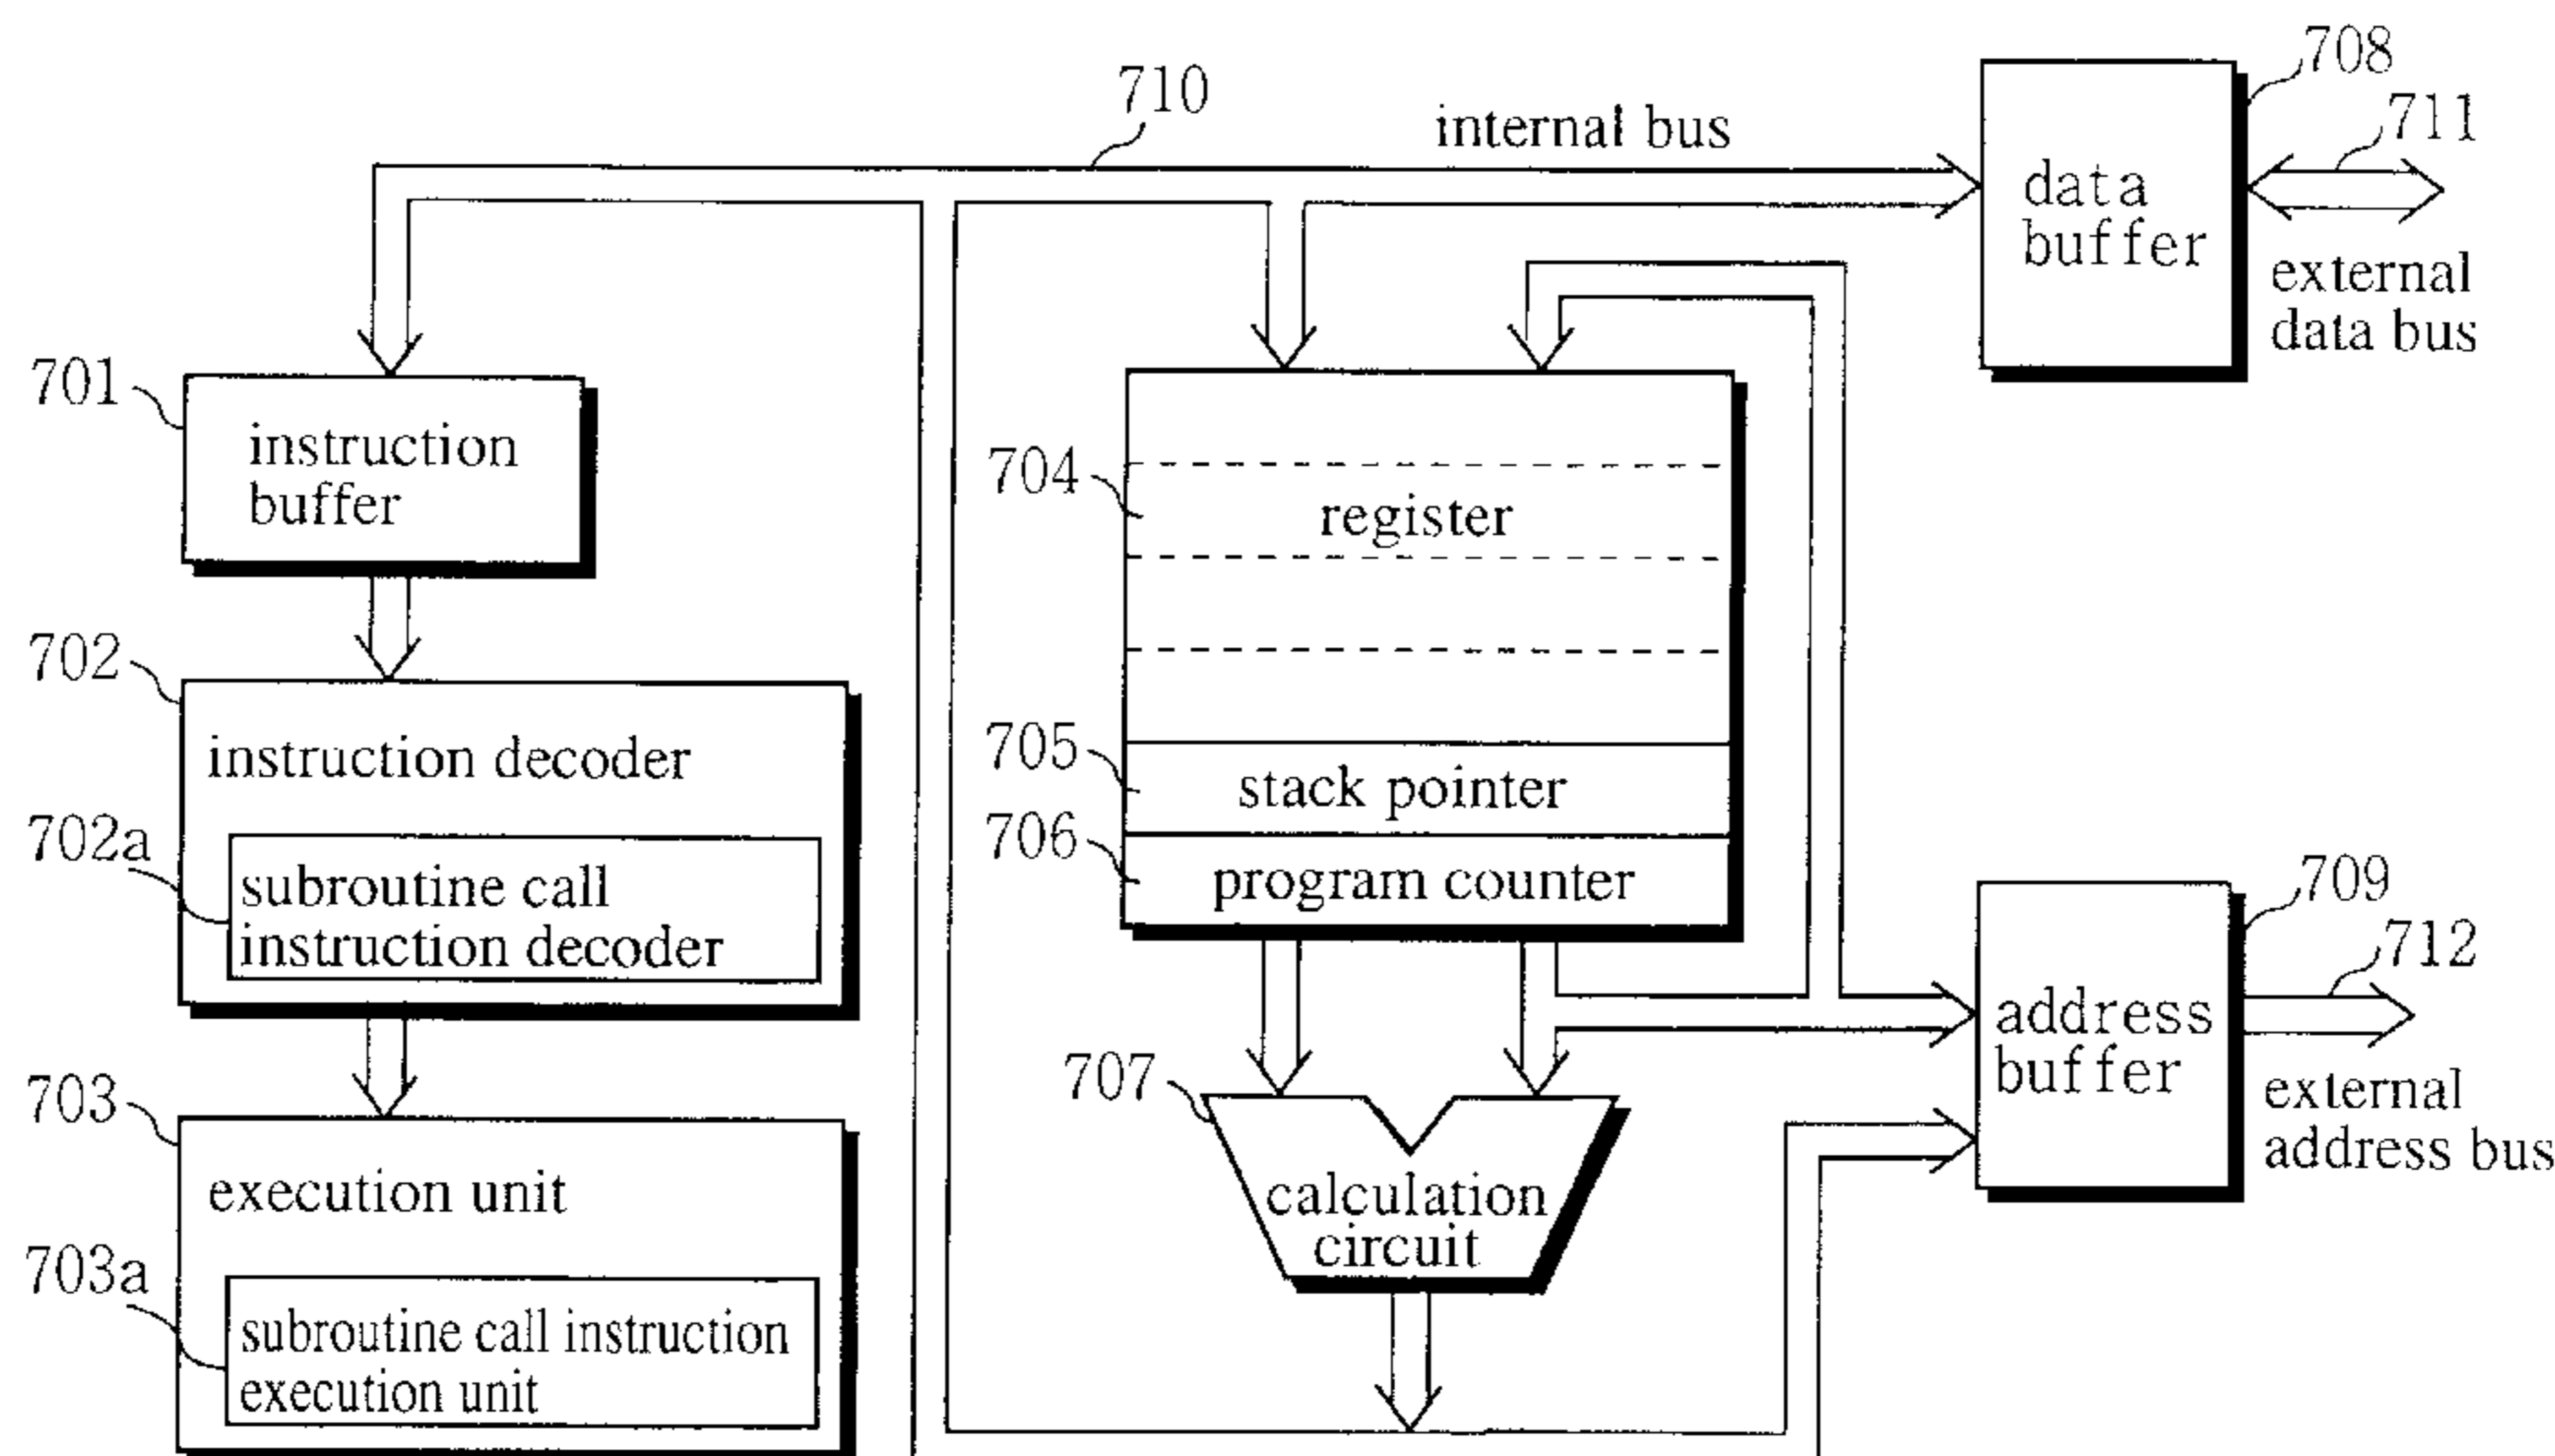 708
710
711
internal bus
data
buffer
external
data bus
701
instruction
buffer
704
register
702
instruction decoder
705
stack pointer
702a
subroutine call
instruction decoder
706
program counter
709
712
address
buffer
external
address bus
703
execution unit
707
calculation
circuit
703a
subroutine call instruction
execution unit